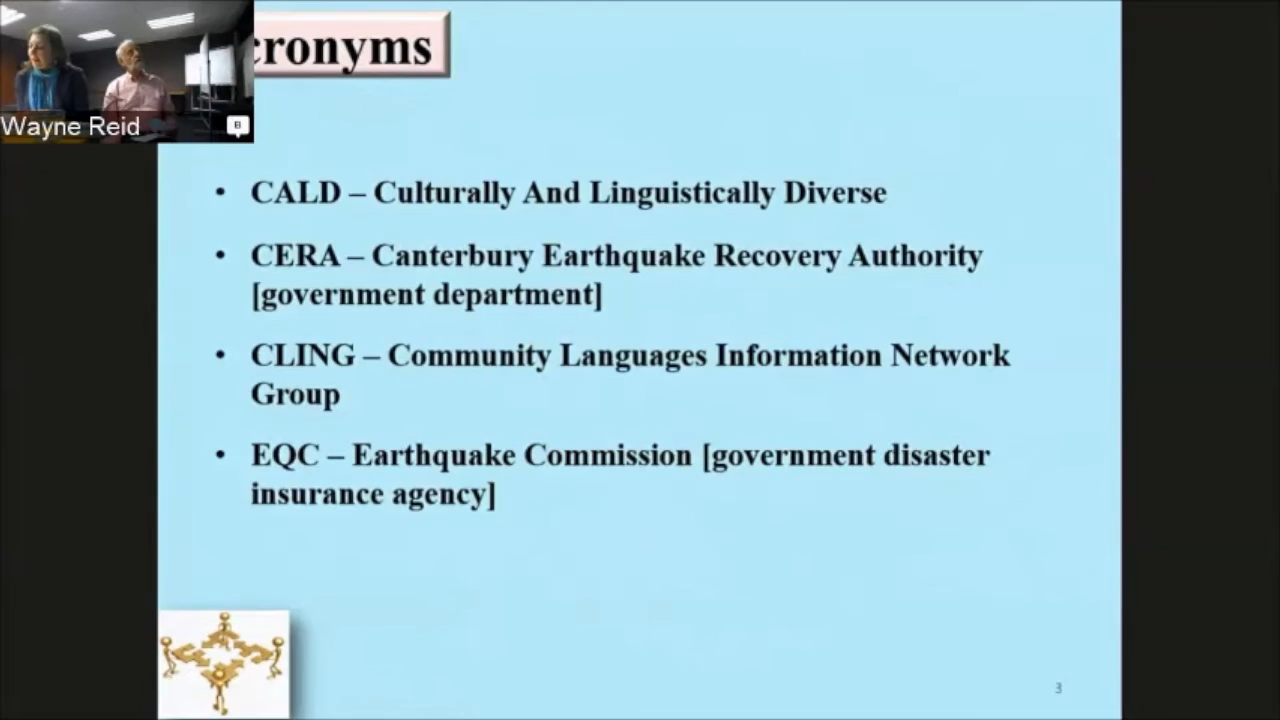 cronyms
Wayne Reid
• CALD – Culturally And Linguistically Diverse
• CERA – Canterbury Earthquake Recovery Authority
[government department]
• CLING – Community Languages Information Network
Group
• EQC – Earthquake Commission [government disaster
insurance agency]
3